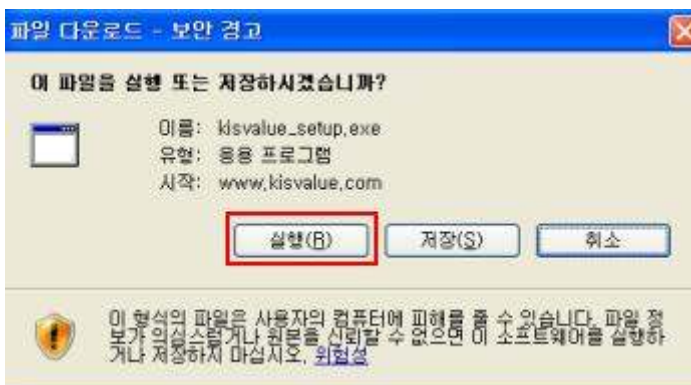 파일 다운로드 - 보안 경고
이 파일을 실행 또는 저장하시겠습니까?
이름: kisvalue_setup.exe
유형: 응용 프로그램
시작: www.kisvalue.com
실행(R) 저장(S) 취소
이 형식의 파일은 사용자의 컴퓨터에 피해를 줄 수 있습니다. 파일 정
보가 의심스럽거나 원본을 신뢰할 수 없으면 이 소프트웨어를 실행하
거나 저장하지 마십시오. 위험성